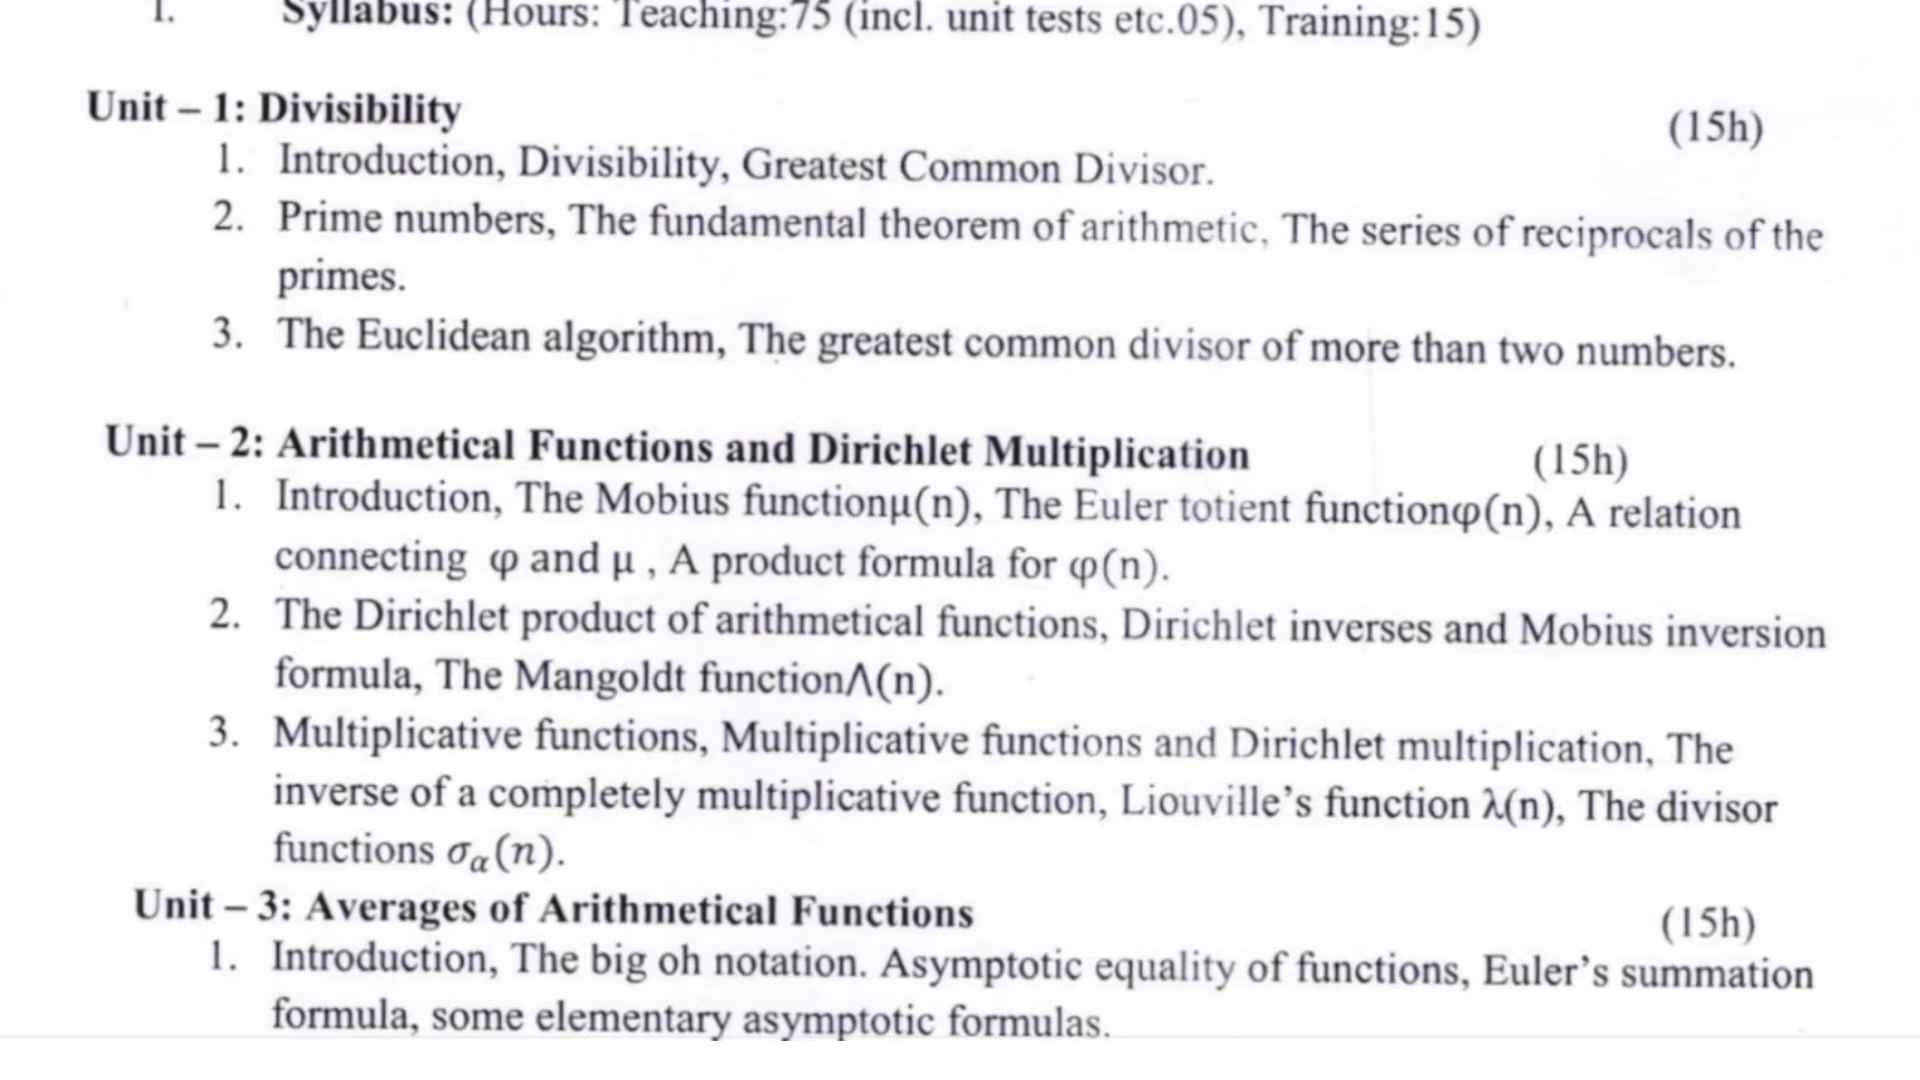 I. Syllabus: (Hours: Teaching:75 (incl. unit tests etc.05), Training:15)
Unit – 1: Divisibility (15h)
1. Introduction, Divisibility, Greatest Common Divisor.
2. Prime numbers, The fundamental theorem of arithmetic, The series of reciprocals of the
primes.
3. The Euclidean algorithm, The greatest common divisor of more than two numbers.
Unit – 2: Arithmetical Functions and Dirichlet Multiplication (15h)
1. Introduction, The Mobius functionμ(n), The Euler totient functionφ(n), A relation
connecting φ and μ , A product formula for φ(n).
2. The Dirichlet product of arithmetical functions, Dirichlet inverses and Mobius inversion
formula, The Mangoldt functionΛ(n).
3. Multiplicative functions, Multiplicative functions and Dirichlet multiplication, The
inverse of a completely multiplicative function, Liouville’s function λ(n), The divisor
functions σα(n).
Unit – 3: Averages of Arithmetical Functions (15h)
1. Introduction, The big oh notation. Asymptotic equality of functions, Euler’s summation
formula, some elementary asymptotic formulas.